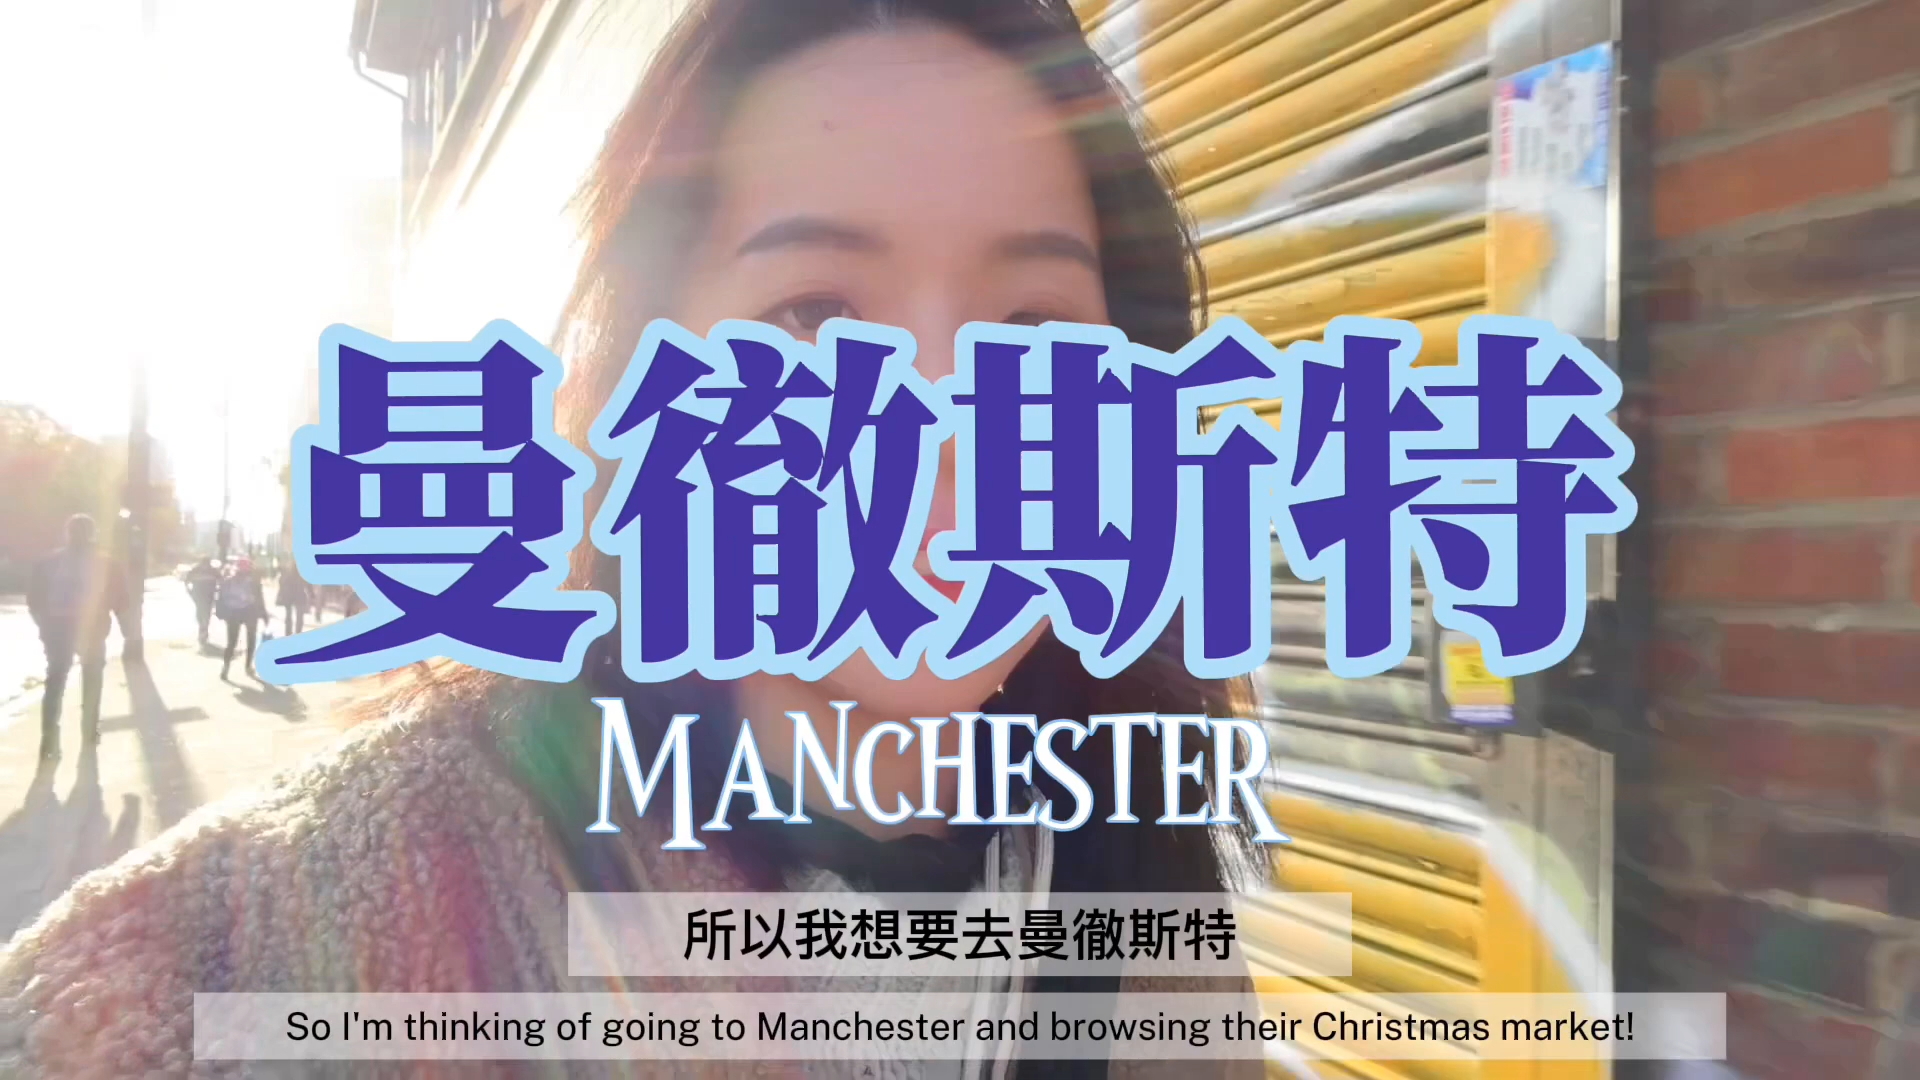 曼徹斯特
MANCHESTER
所以我想要去曼徹斯特
So I'm thinking of going to Manchester and browsing their Christmas market!